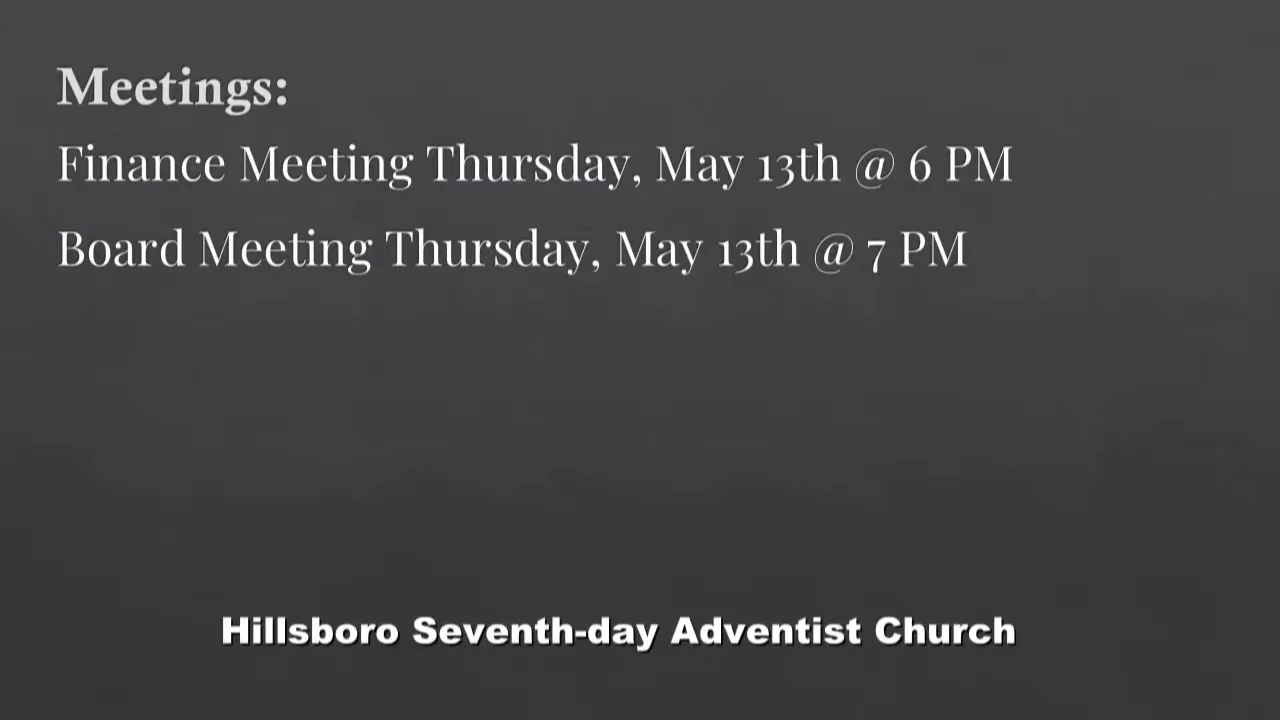 Meetings:
Finance Meeting Thursday, May 13th @ 6 PM
Board Meeting Thursday, May 13th @ 7 PM
Hillsboro Seventh-day Adventist Church